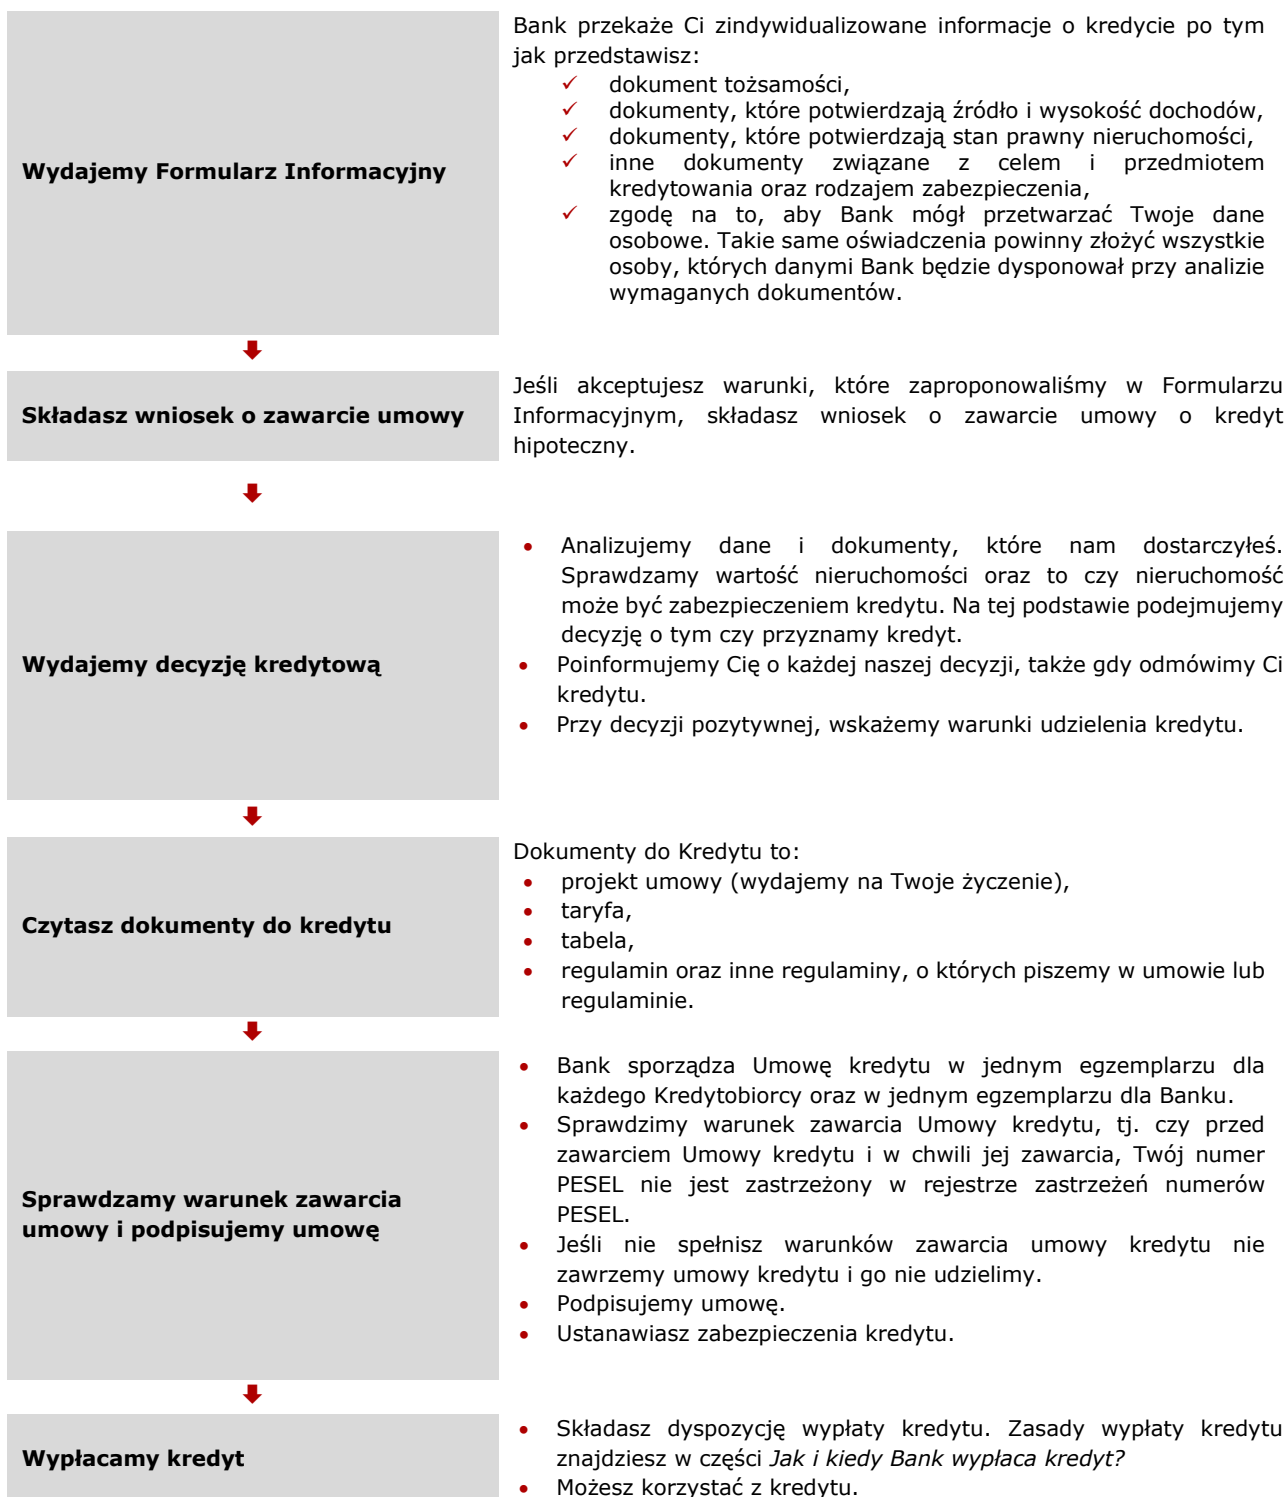 Wydajemy Formularz Informacyjny
Bank przekaże Ci zindywidualizowane informacje o kredycie po tym
jak przedstawisz:
✓ dokument tożsamości,
✓ dokumenty, które potwierdzają źródło i wysokość dochodów,
✓ dokumenty, które potwierdzają stan prawny nieruchomości,
✓ inne dokumenty związane z celem i przedmiotem
kredytowania oraz rodzajem zabezpieczenia,
✓ zgodę na to, aby Bank mógł przetwarzać Twoje dane
osobowe. Takie same oświadczenia powinny złożyć wszystkie
osoby, których danymi Bank będzie dysponował przy analizie
wymaganych dokumentów.
Składasz wniosek o zawarcie umowy
Jeśli akceptujesz warunki, które zaproponowaliśmy w Formularzu
Informacyjnym, składasz wniosek o zawarcie umowy o kredyt
hipoteczny.
Wydajemy decyzję kredytową
• Analizujemy dane i dokumenty, które nam dostarczyłeś.
Sprawdzamy wartość nieruchomości oraz to czy nieruchomość
może być zabezpieczeniem kredytu. Na tej podstawie podejmujemy
decyzję o tym czy przyznamy kredyt.
• Poinformujemy Cię o każdej naszej decyzji, także gdy odmówimy Ci
kredytu.
• Przy decyzji pozytywnej, wskażemy warunki udzielenia kredytu.
Czytasz dokumenty do kredytu
Dokumenty do Kredytu to:
• projekt umowy (wydajemy na Twoje życzenie),
• taryfa,
• tabela,
• regulamin oraz inne regulaminy, o których piszemy w umowie lub
regulaminie.
Sprawdzamy warunek zawarcia
umowy i podpisujemy umowę
• Bank sporządza Umowę kredytu w jednym egzemplarzu dla
każdego Kredytobiorcy oraz w jednym egzemplarzu dla Banku.
• Sprawdzimy warunek zawarcia Umowy kredytu, tj. czy przed
zawarciem Umowy kredytu i w chwili jej zawarcia, Twój numer
PESEL nie jest zastrzeżony w rejestrze zastrzeżeń numerów
PESEL.
• Jeśli nie spełnisz warunków zawarcia umowy kredytu nie
zawrzemy umowy kredytu i go nie udzielimy.
• Podpisujemy umowę.
• Ustanawiasz zabezpieczenia kredytu.
Wypłacamy kredyt
• Składasz dyspozycję wypłaty kredytu. Zasady wypłaty kredytu
znajdziesz w części Jak i kiedy Bank wypłaca kredyt?
• Możesz korzystać z kredytu.